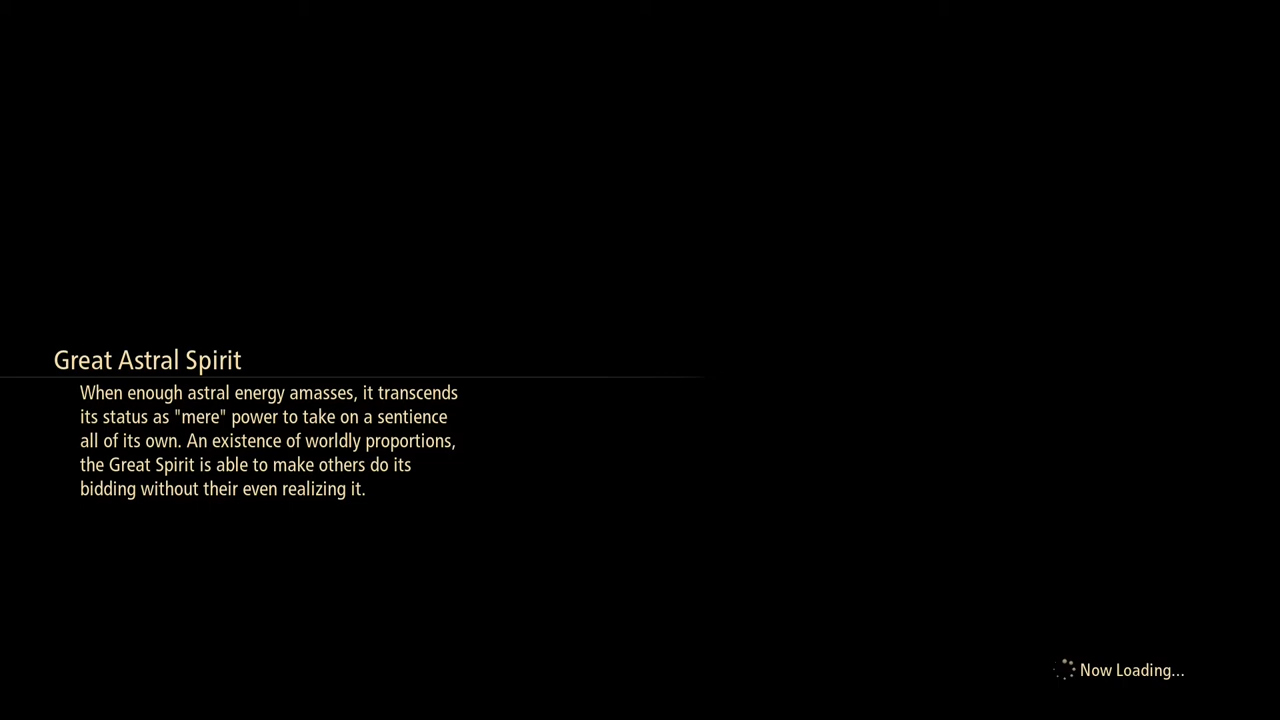 Great Astral Spirit
When enough astral energy amasses, it transcends
its status as "mere" power to take on a sentience
all of its own. An existence of worldly proportions,
the Great Spirit is able to make others do its
bidding without their even realizing it.
Now Loading...